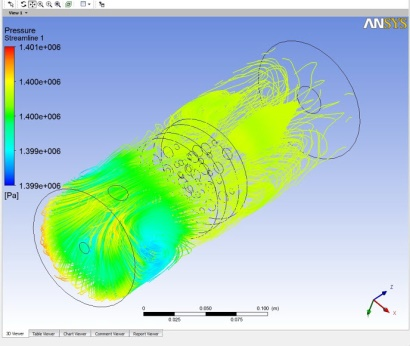 View 1
ANSYS
Pressure
Streamline 1
1.401e+006
1.400e+006
1.400e+006
1.399e+006
1.399e+006
[Pa]
0 0.050 0.100 (m)
0.025 0.075
Y
X
Z
3D Viewer Table Viewer Chart Viewer Comment Viewer Report Viewer